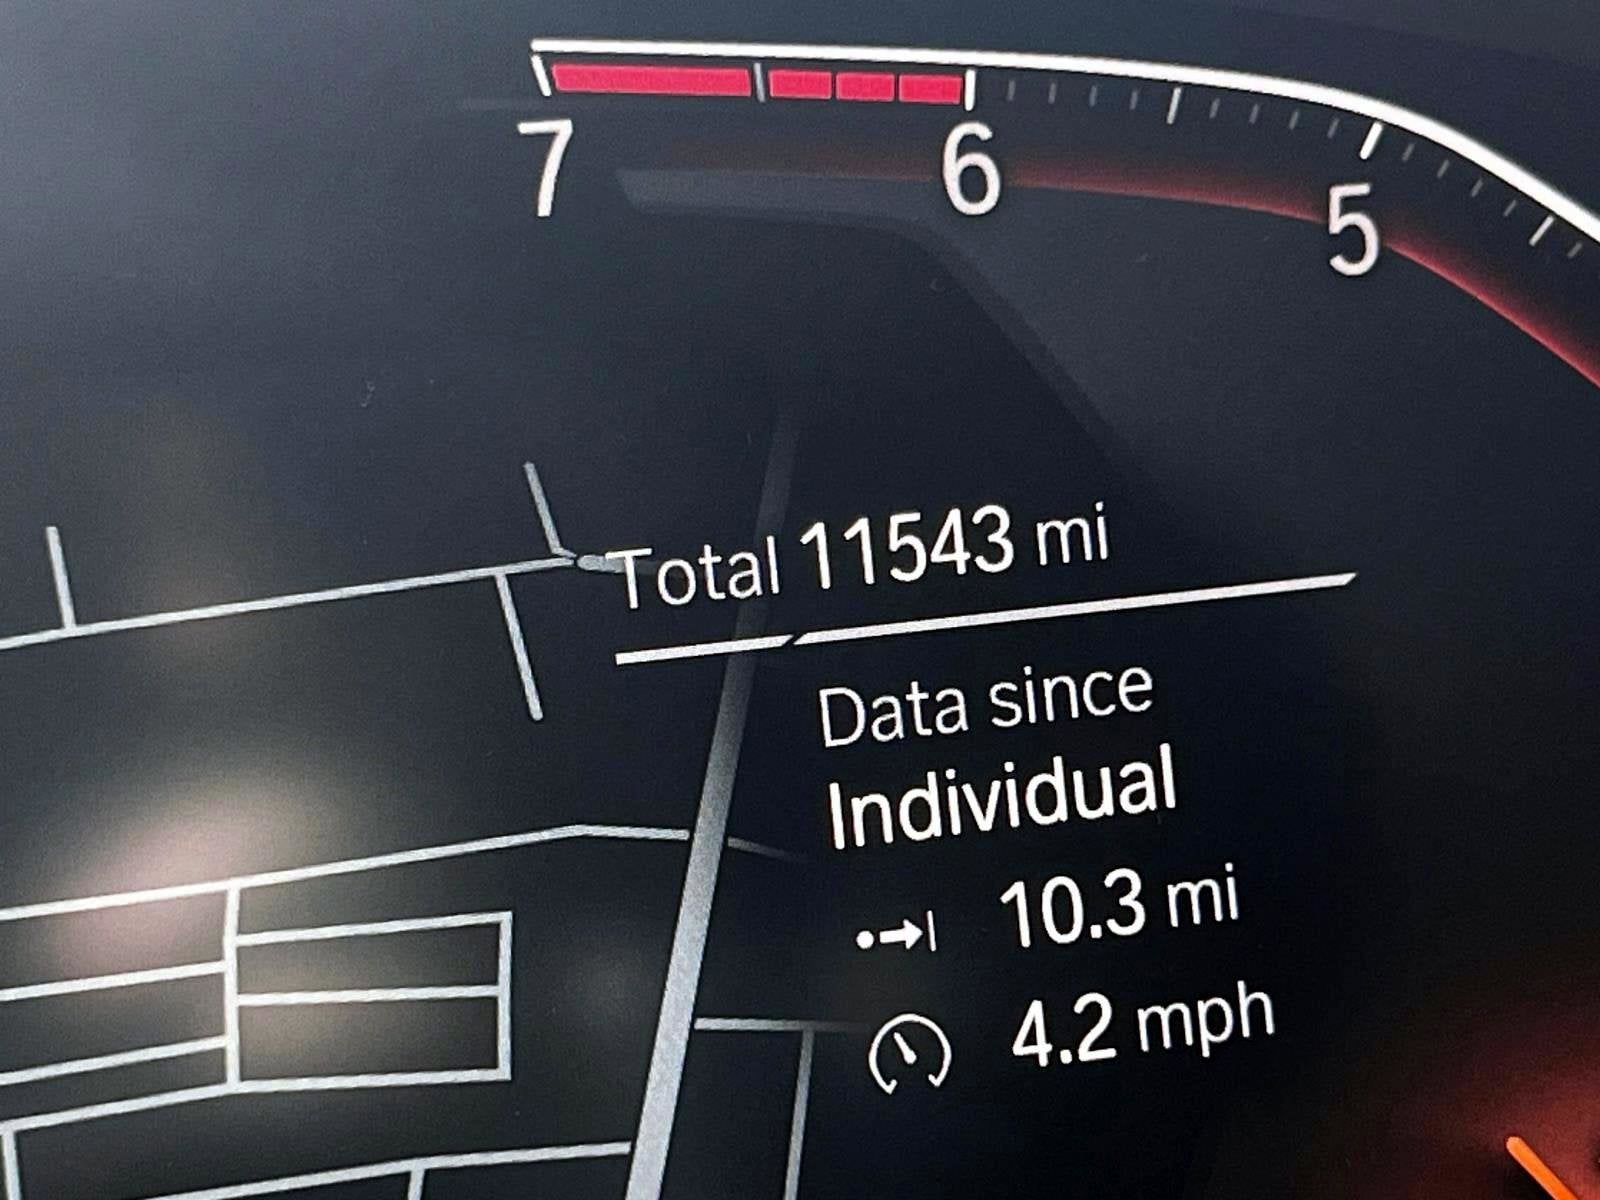 7 6 5
Total 11543 mi
Data since
Individual
10.3 mi
4.2 mph